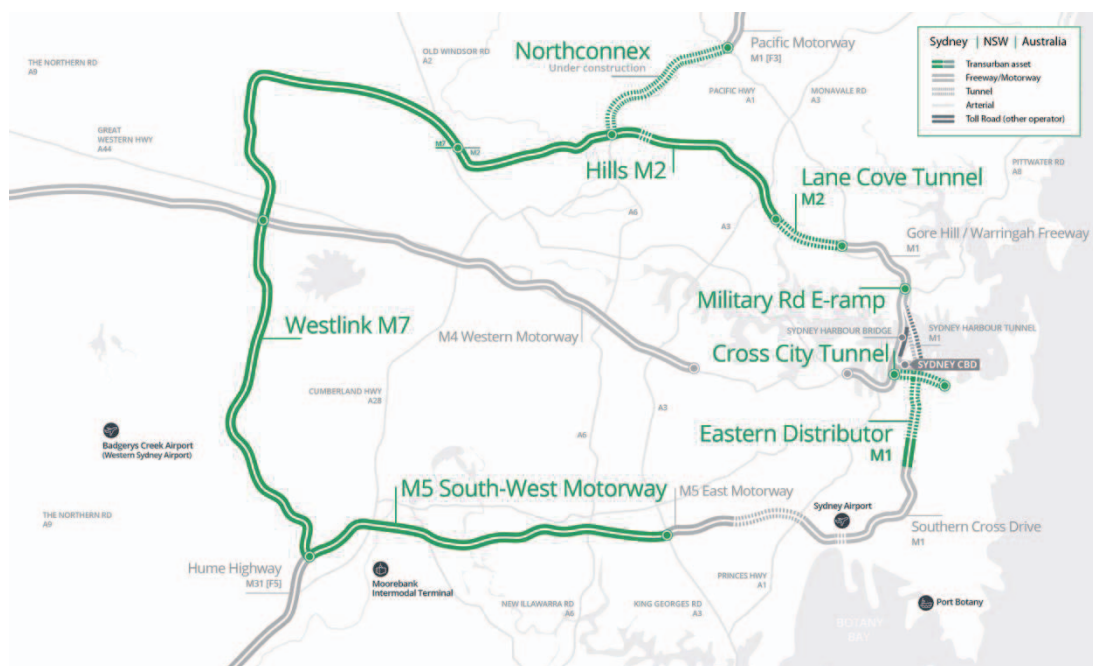 Sydney | NSW | Australia
Transurban asset
Freeway/Motorway
Tunnel
Arterial
Toll Road (other operator)
Northconnex
Under construction
Pacific Motorway
M1 [F3]
OLD WINDSOR RD
A2
THE NORTHERN RD
A9
PACIFIC HWY
A1
MONAVALE RD
A3
GREAT
WESTERN HWY
A44
M7
M2
Hills M2
Lane Cove Tunnel
M2
PITTWATER RD
A8
A6
A3
Gore Hill / Warringah Freeway
M1
Military Rd E-ramp
Westlink M7
M4 Western Motorway
SYDNEY HARBOUR BRIDGE
SYDNEY HARBOUR TUNNEL
M1
Cross City Tunnel
SYDNEY CBD
CUMBERLAND HWY
A28
A3
A6
Badgerys Creek Airport
(Western Sydney Airport)
Eastern Distributor
M1
M5 South-West Motorway
M5 East Motorway
Sydney Airport
THE NORTHERN RD
A9
Southern Cross Drive
M1
Hume Highway
M31 [F5]
Moorebank
Intermodal Terminal
PRINCES HWY
A1
NEW ILLAWARRA RD
A6
KING GEORGES RD
A3
Port Botany
BOTANY
BAY